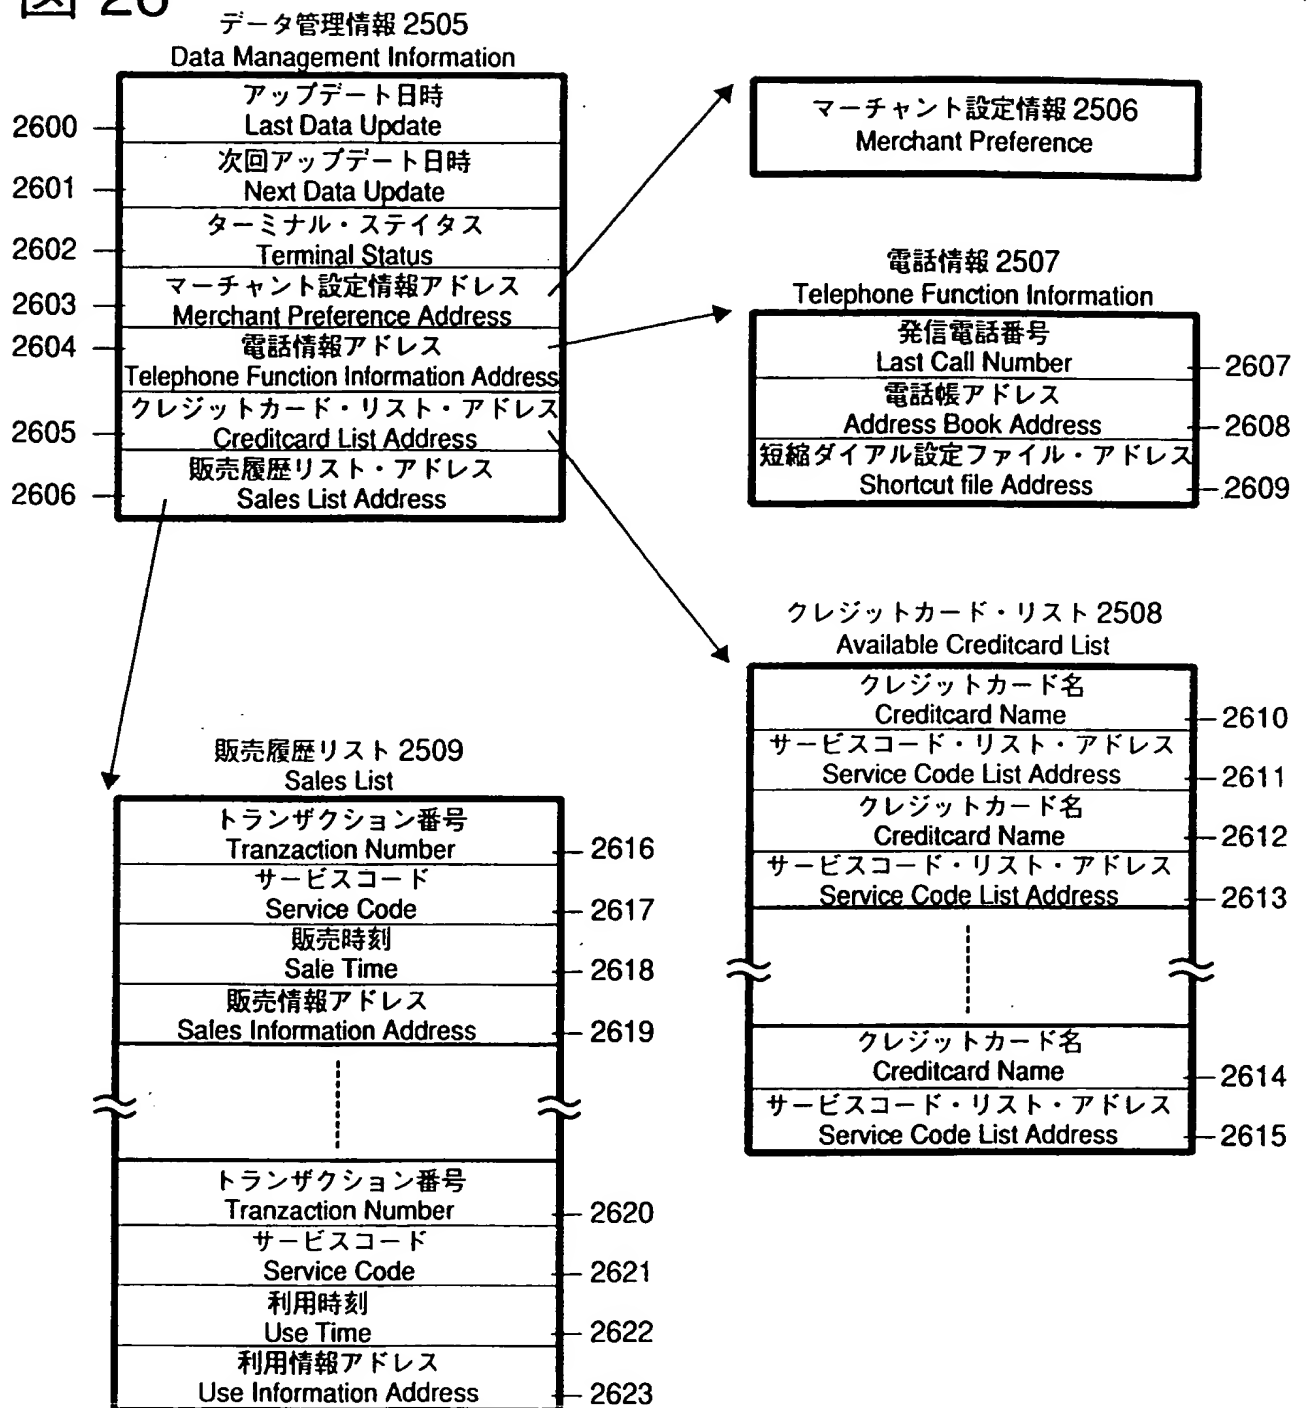 図 26
データ管理情報 2505
Data Management Information
アップデート日時
Last Data Update
2600
次回アップデート日時
Next Data Update
2601
ターミナル・ステイタス
Terminal Status
2602
マーチャント設定情報アドレス
Merchant Preference Address
2603
電話情報アドレス
Telephone Function Information Address
2604
クレジットカード・リスト・アドレス
Creditcard List Address
2605
販売履歴リスト・アドレス
Sales List Address
2606
マーチャント設定情報 2506
Merchant Preference
電話情報 2507
Telephone Function Information
発信電話番号
Last Call Number
2607
電話帳アドレス
Address Book Address
2608
短縮ダイアル設定ファイル・アドレス
Shortcut file Address
2609
クレジットカード・リスト 2508
Available Creditcard List
クレジットカード名
Creditcard Name
2610
サービスコード・リスト・アドレス
Service Code List Address
2611
クレジットカード名
Creditcard Name
2612
サービスコード・リスト・アドレス
Service Code List Address
2613
クレジットカード名
Creditcard Name
2614
サービスコード・リスト・アドレス
Service Code List Address
2615
販売履歴リスト 2509
Sales List
トランザクション番号
Tranzaction Number
2616
サービスコード
Service Code
2617
販売時刻
Sale Time
2618
販売情報アドレス
Sales Information Address
2619
トランザクション番号
Tranzaction Number
2620
サービスコード
Service Code
2621
利用時刻
Use Time
2622
利用情報アドレス
Use Information Address
2623